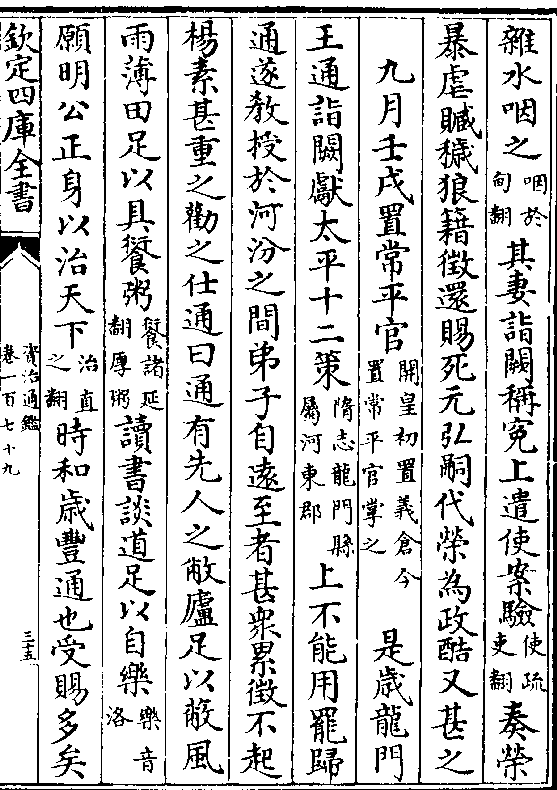 雜水咽之咽於甸翻其妻詣闕稱寃上遣使案驗使疏吏翻奏榮
暴虐贓穢狼籍徵還賜死元弘嗣代榮為政酷又甚之
九月壬戌置常平官開皇初置義倉今置常平官掌之是歳龍門
王通詣闕獻太平十二策隋志龍門縣屬河東郡上不能用罷歸
通遂教授於河汾之間弟子自遠至者甚衆累徵不起
楊素甚重之勸之仕通曰通有先人之敝廬足以蔽風
雨薄田足以具饘粥饘諸延翻厚粥讀書談道足以自樂樂音洛
願明公正身以治天下治直之翻時和歳豐通也受賜多矣
欽定四庫全書
資治通鑑
卷一百七十九
三十五